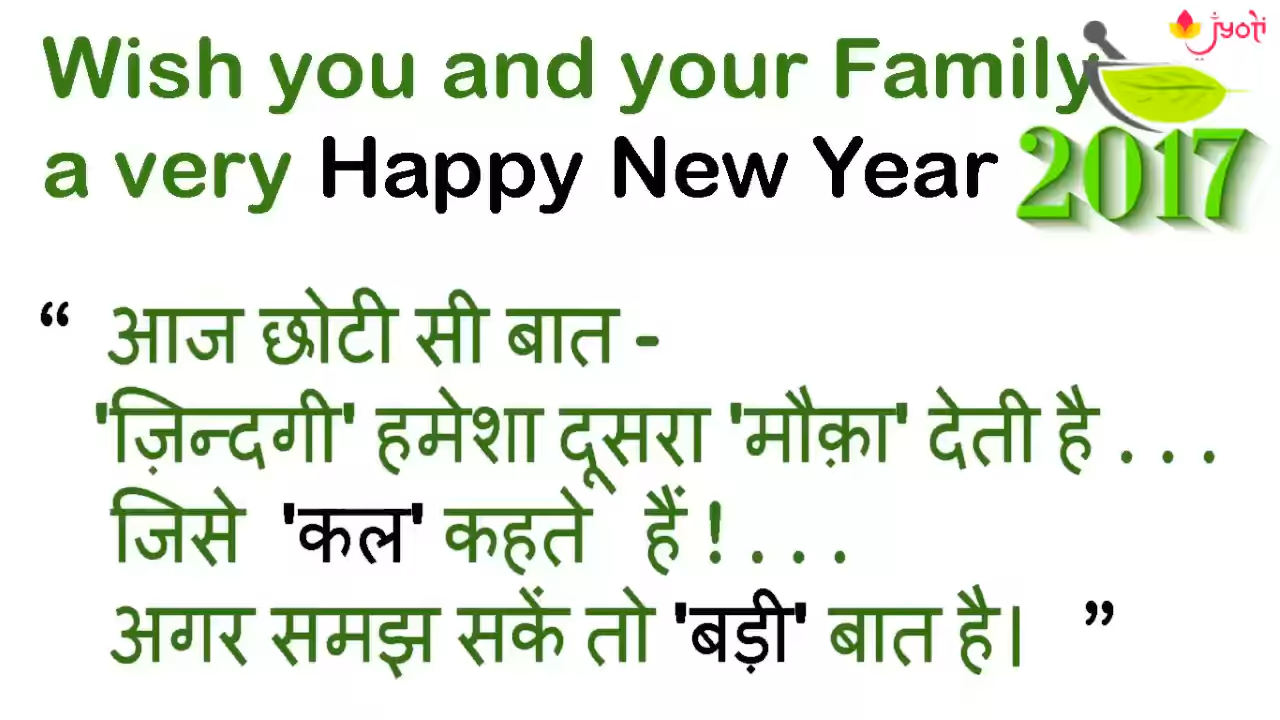 Jyoti
Wish you and your Family
a very Happy New Year 2017
“ आज छोटी सी बात -
'ज़िन्दगी' हमेशा दूसरा 'मौक़ा' देती है . . .
जिसे 'कल' कहते हैं ! . . .
अगर समझ सकें तो 'बड़ी' बात है। ”